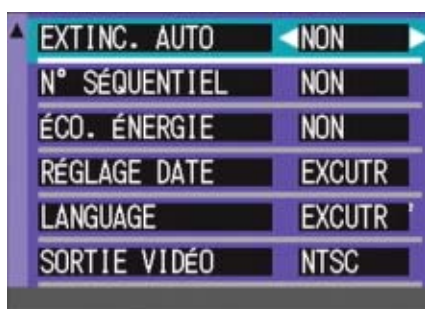 EXTINC. AUTO NON
N° SÉQUENTIEL NON
ÉCO. ÉNERGIE NON
RÉGLAGE DATE EXCUTR
LANGUAGE EXCUTR
SORTIE VIDÉO NTSC